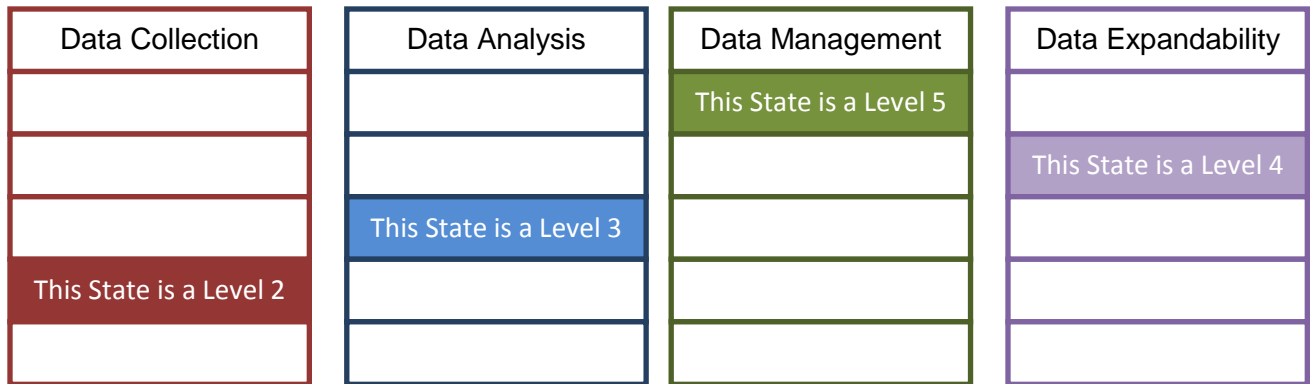 Data Collection
Data Analysis
Data Management
Data Expandability
This State is a Level 5
This State is a Level 4
This State is a Level 3
This State is a Level 2